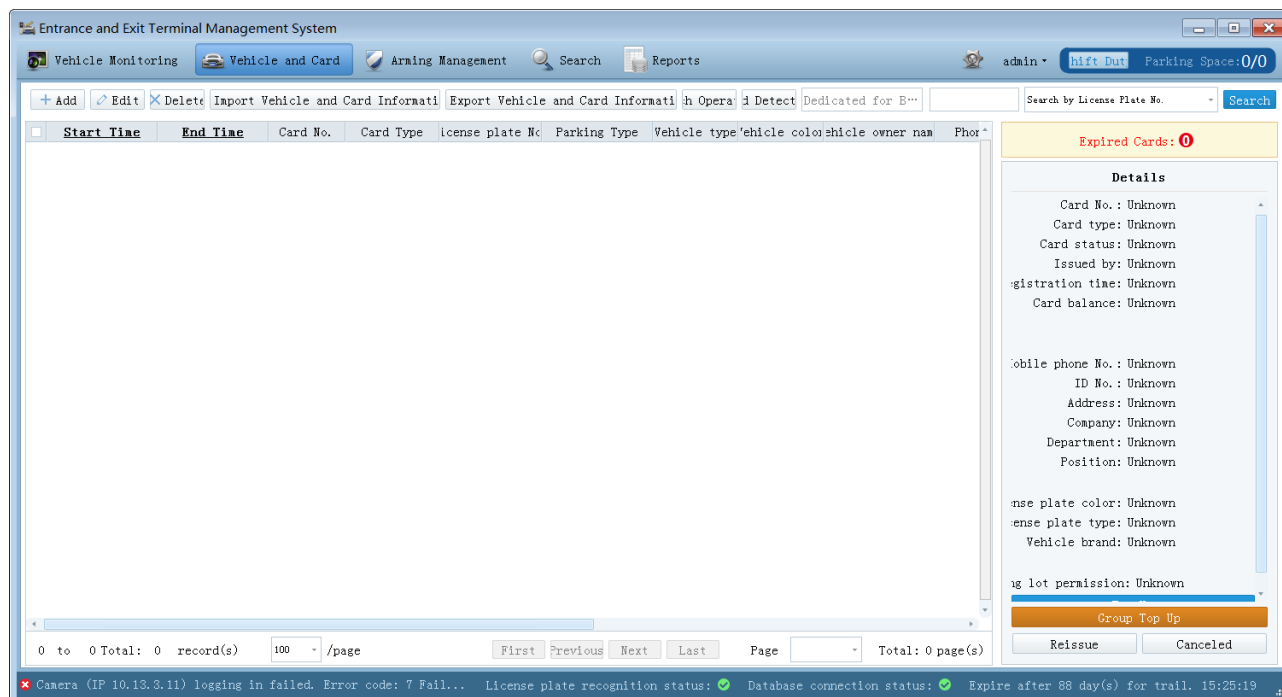 Entrance and Exit Terminal Management System
Vehicle Monitoring Vehicle and Card Arming Management Search Reports admin hift Dut Parking Space:0/0
Add Edit Delete Import Vehicle and Card Informati Export Vehicle and Card Informati h Opera d Detect Dedicated for B··· Search by License Plate No. Search
Start Time End Time Card No. Card Type icense plate No Parking Type Vehicle type ehicle color ehicle owner nam Phon
Expired Cards: 0
Details
Card No.: Unknown
Card type: Unknown
Card status: Unknown
Issued by: Unknown
egistration time: Unknown
Card balance: Unknown
obile phone No.: Unknown
ID No.: Unknown
Address: Unknown
Company: Unknown
Department: Unknown
Position: Unknown
ense plate color: Unknown
ense plate type: Unknown
Vehicle brand: Unknown
ng lot permission: Unknown
Group Top Up
Reissue Canceled
0 to 0 Total: 0 record(s) 100 /page First Previous Next Last Page Total: 0 page(s)
Camera (IP 10.13.3.11) logging in failed. Error code: 7 Fail... License plate recognition status: Database connection status: Expire after 88 day(s) for trail. 15:25:19